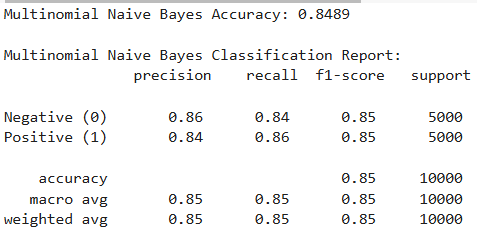 Multinomial Naive Bayes Accuracy: 0.8489
Multinomial Naive Bayes Classification Report:
precision recall f1-score support
Negative (0) 0.86 0.84 0.85 5000
Positive (1) 0.84 0.86 0.85 5000
accuracy 0.85 10000
macro avg 0.85 0.85 0.85 10000
weighted avg 0.85 0.85 0.85 10000